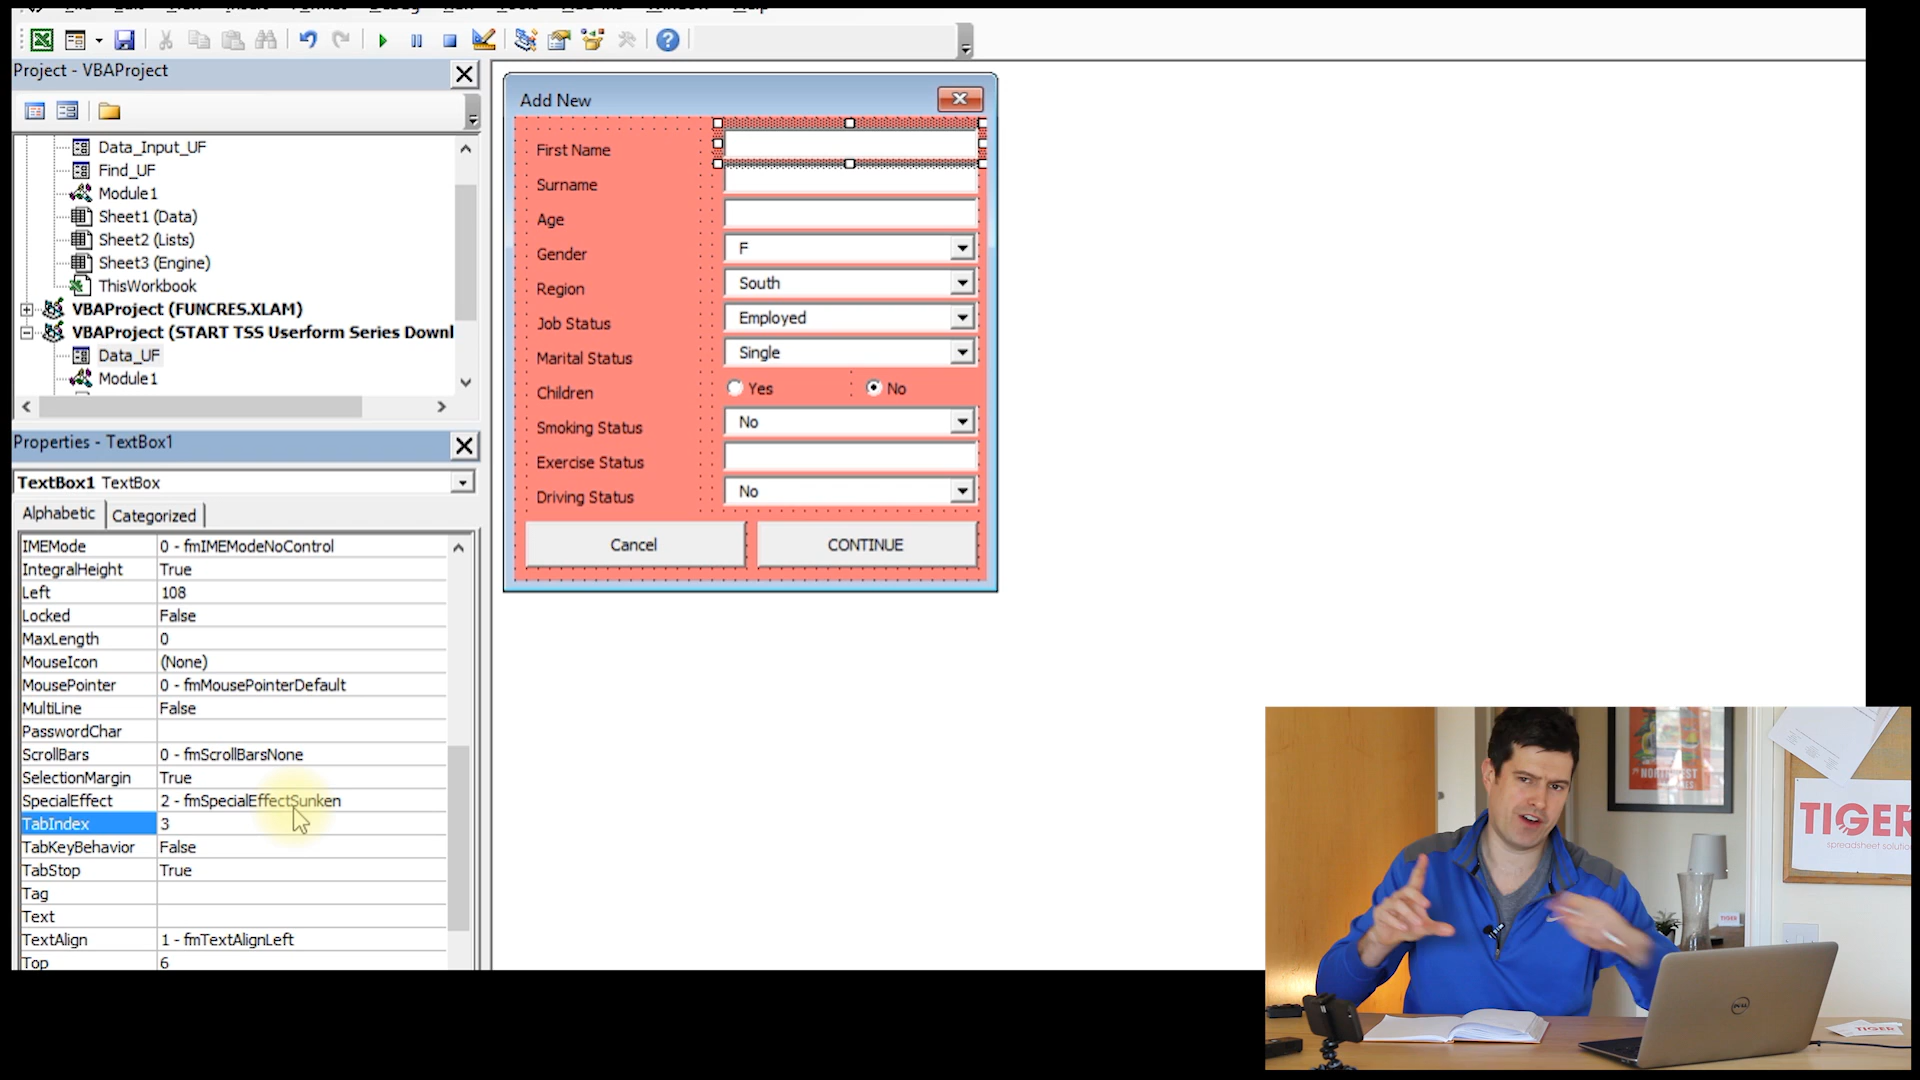 Project - VBAProject
Data_Input_UF
Find_UF
Module1
Sheet1 (Data)
Sheet2 (Lists)
Sheet3 (Engine)
ThisWorkbook
VBAProject (FUNCRES.XLAM)
VBAProject (START TSS Userform Series Downl
Data_UF
Module1
Properties - TextBox1
TextBox1 TextBox
Alphabetic Categorized
IMEMode 0 - fmIMEModeNoControl
IntegralHeight True
Left 108
Locked False
MaxLength 0
MouseIcon (None)
MousePointer 0 - fmMousePointerDefault
MultiLine False
PasswordChar
ScrollBars 0 - fmScrollBarsNone
SelectionMargin True
SpecialEffect 2 - fmSpecialEffectSunken
TabIndex 3
TabKeyBehavior False
TabStop True
Tag
Text
TextAlign 1 - fmTextAlignLeft
Top 6
Add New
First Name
Surname
Age
Gender F
Region South
Job Status Employed
Marital Status Single
Children Yes No
Smoking Status No
Exercise Status
Driving Status No
Cancel CONTINUE
TIGER
spreadsheet solutio
TIGER
TIGER
DELL